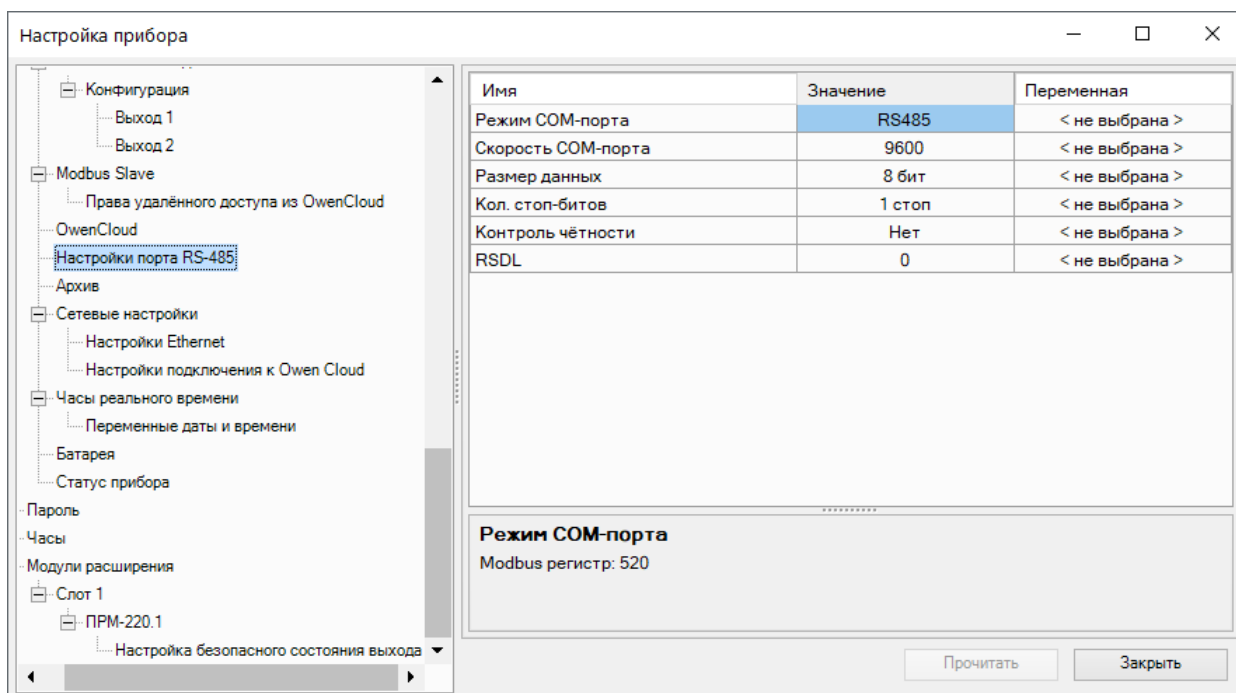 Настройка прибора
Конфигурация
Выход 1
Выход 2
Modbus Slave
Права удалённого доступа из OwenCloud
OwenCloud
Настройки порта RS-485
Архив
Сетевые настройки
Настройки Ethernet
Настройки подключения к Owen Cloud
Часы реального времени
Переменные даты и времени
Батарея
Статус прибора
Пароль
Часы
Модули расширения
Слот 1
ПРМ-220.1
Настройка безопасного состояния выхода
Имя Значение Переменная
Режим COM-порта RS485 < не выбрана >
Скорость COM-порта 9600 < не выбрана >
Размер данных 8 бит < не выбрана >
Кол. стоп-битов 1 стоп < не выбрана >
Контроль чётности Нет < не выбрана >
RSDL 0 < не выбрана >
Режим COM-порта
Modbus регистр: 520
Прочитать Закрыть